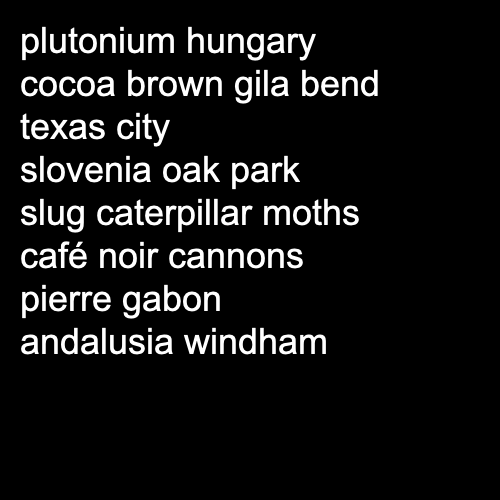 plutonium hungary
cocoa brown gila bend
texas city
slovenia oak park
slug caterpillar moths
café noir cannons
pierre gabon
andalusia windham